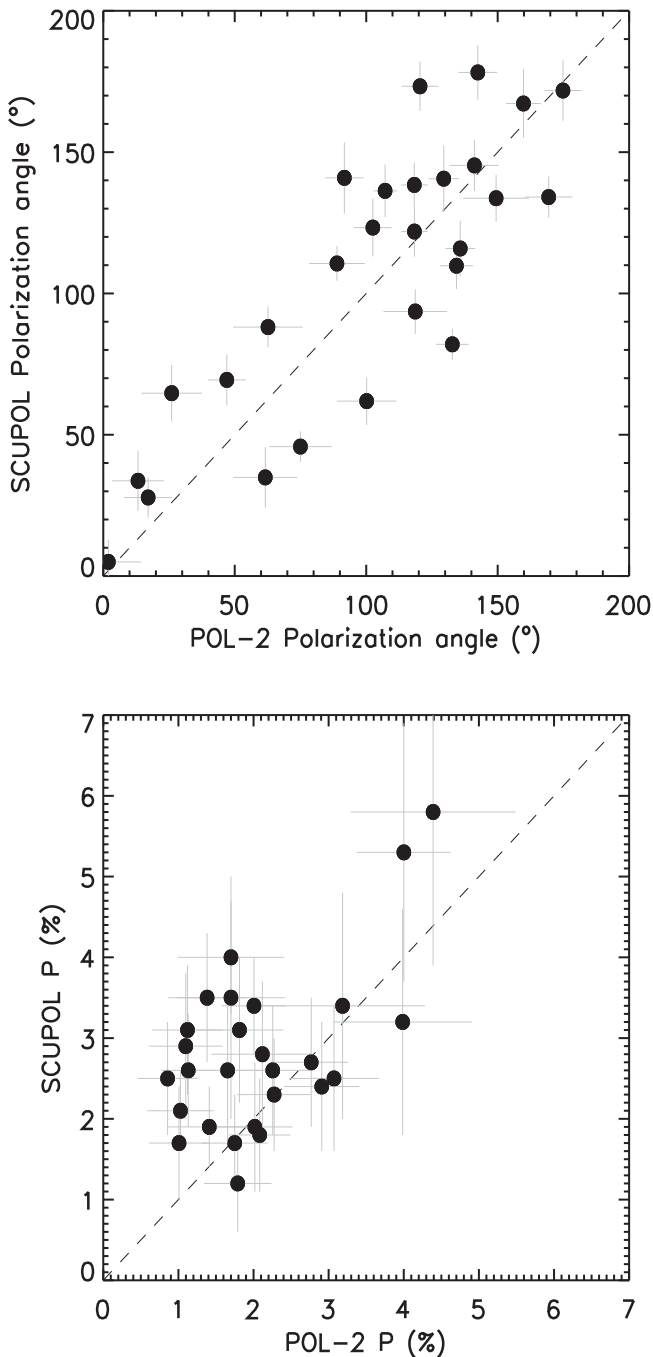 200
150
100
50
0
SCUPOL Polarization angle (°)
0 50 100 150 200
POL-2 Polarization angle (°)
7
6
5
4
3
2
1
0
SCUPOL P (%)
0 1 2 3 4 5 6 7
POL-2 P (%)